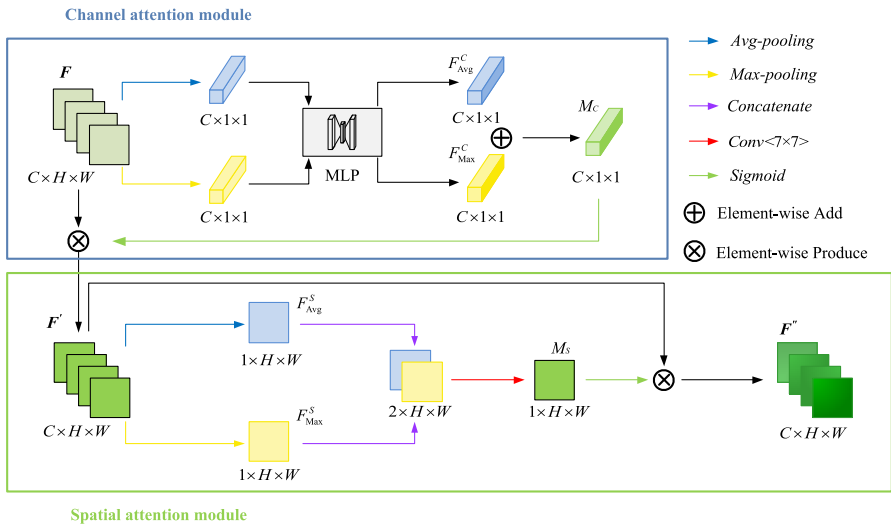 Channel attention module
F
C×H×W
C×1×1
C×1×1
MLP
F^C_Avg
C×1×1
F^C_Max
C×1×1
M_C
C×1×1
Avg-pooling
Max-pooling
Concatenate
Conv<7×7>
Sigmoid
Element-wise Add
Element-wise Produce
F'
C×H×W
F^S_Avg
1×H×W
F^S_Max
1×H×W
2×H×W
M_S
1×H×W
F"
C×H×W
Spatial attention module